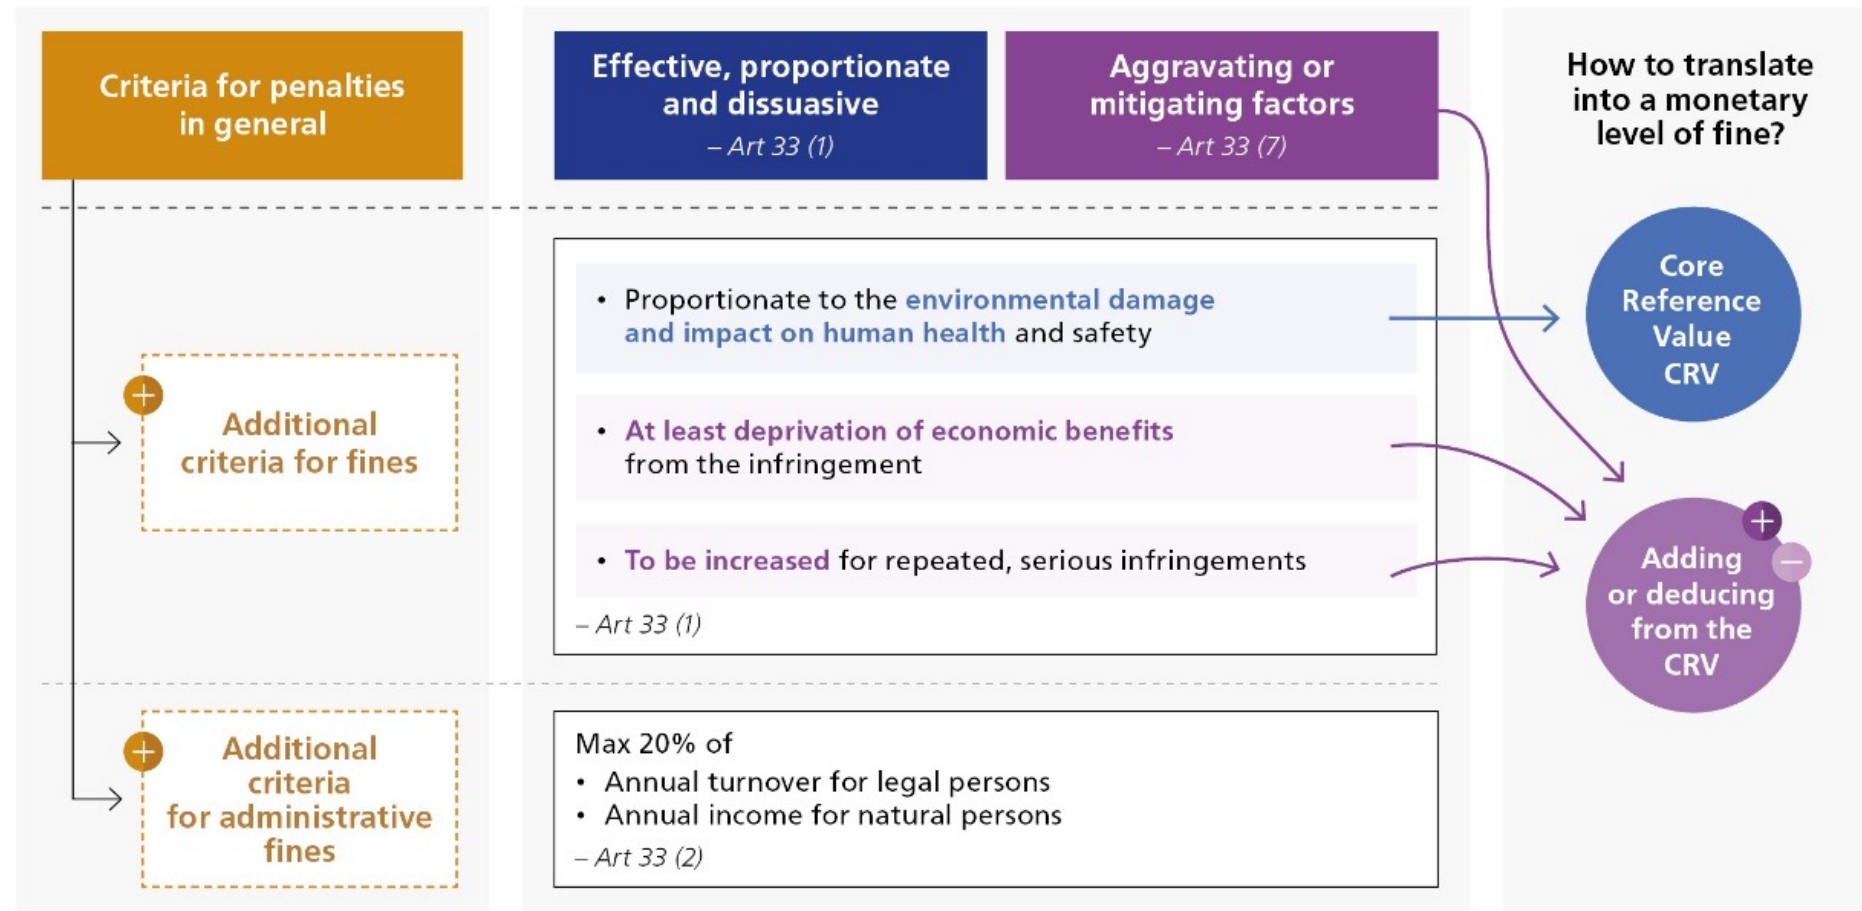 Criteria for penalties
in general
Effective, proportionate
and dissuasive
– Art 33 (1)
Aggravating or
mitigating factors
– Art 33 (7)
How to translate
into a monetary
level of fine?
+
Additional
criteria for fines
• Proportionate to the environmental damage
and impact on human health and safety
• At least deprivation of economic benefits
from the infringement
• To be increased for repeated, serious infringements
– Art 33 (1)
Core
Reference
Value
CRV
+
−
Adding
or deducing
from the
CRV
+
Additional
criteria
for administrative
fines
Max 20% of
• Annual turnover for legal persons
• Annual income for natural persons
– Art 33 (2)